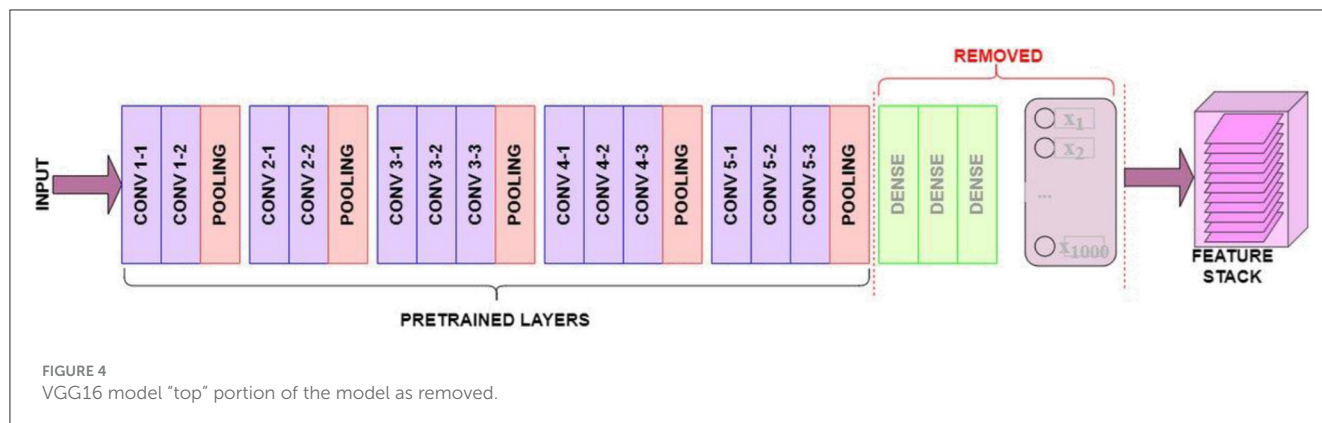 REMOVED
INPUT
CONV 1-1
CONV 1-2
POOLING
CONV 2-1
CONV 2-2
POOLING
CONV 3-1
CONV 3-2
CONV 3-3
POOLING
CONV 4-1
CONV 4-2
CONV 4-3
POOLING
CONV 5-1
CONV 5-2
CONV 5-3
POOLING
DENSE
DENSE
DENSE
x1
x2
...
x1000
FEATURE
STACK
PRETRAINED LAYERS
FIGURE 4
VGG16 model “top” portion of the model as removed.